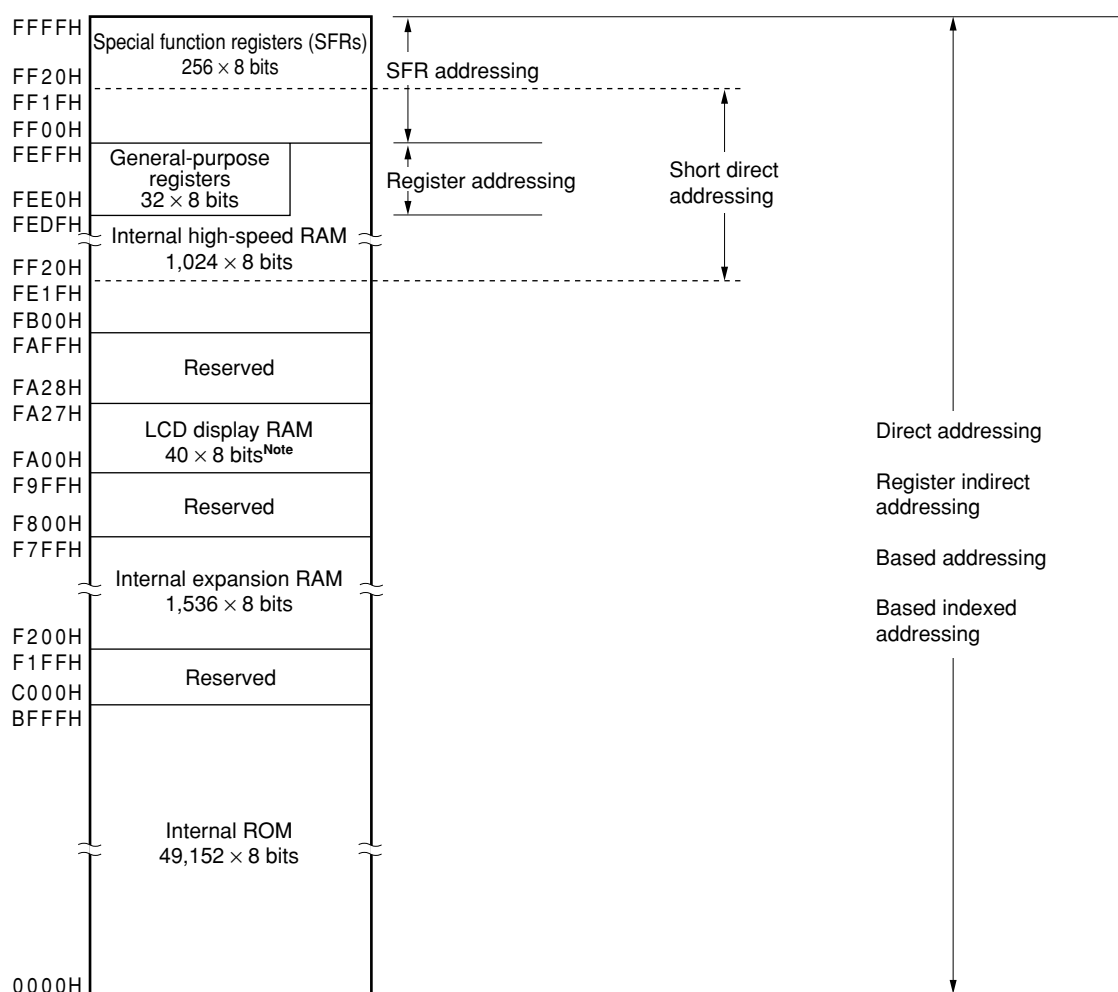 FFFFH
Special function registers (SFRs)
256 × 8 bits
SFR addressing
FF20H
FF1FH
FF00H
FEFFH
General-purpose
registers
32 × 8 bits
Register addressing
Short direct
addressing
FEE0H
FEDFH
Internal high-speed RAM
1,024 × 8 bits
FF20H
FE1FH
FB00H
FAFFH
Reserved
FA28H
FA27H
LCD display RAM
40 × 8 bitsNote
FA00H
F9FFH
Reserved
F800H
F7FFH
Internal expansion RAM
1,536 × 8 bits
F200H
F1FFH
Reserved
C000H
BFFFH
Internal ROM
49,152 × 8 bits
0000H
Direct addressing
Register indirect
addressing
Based addressing
Based indexed
addressing